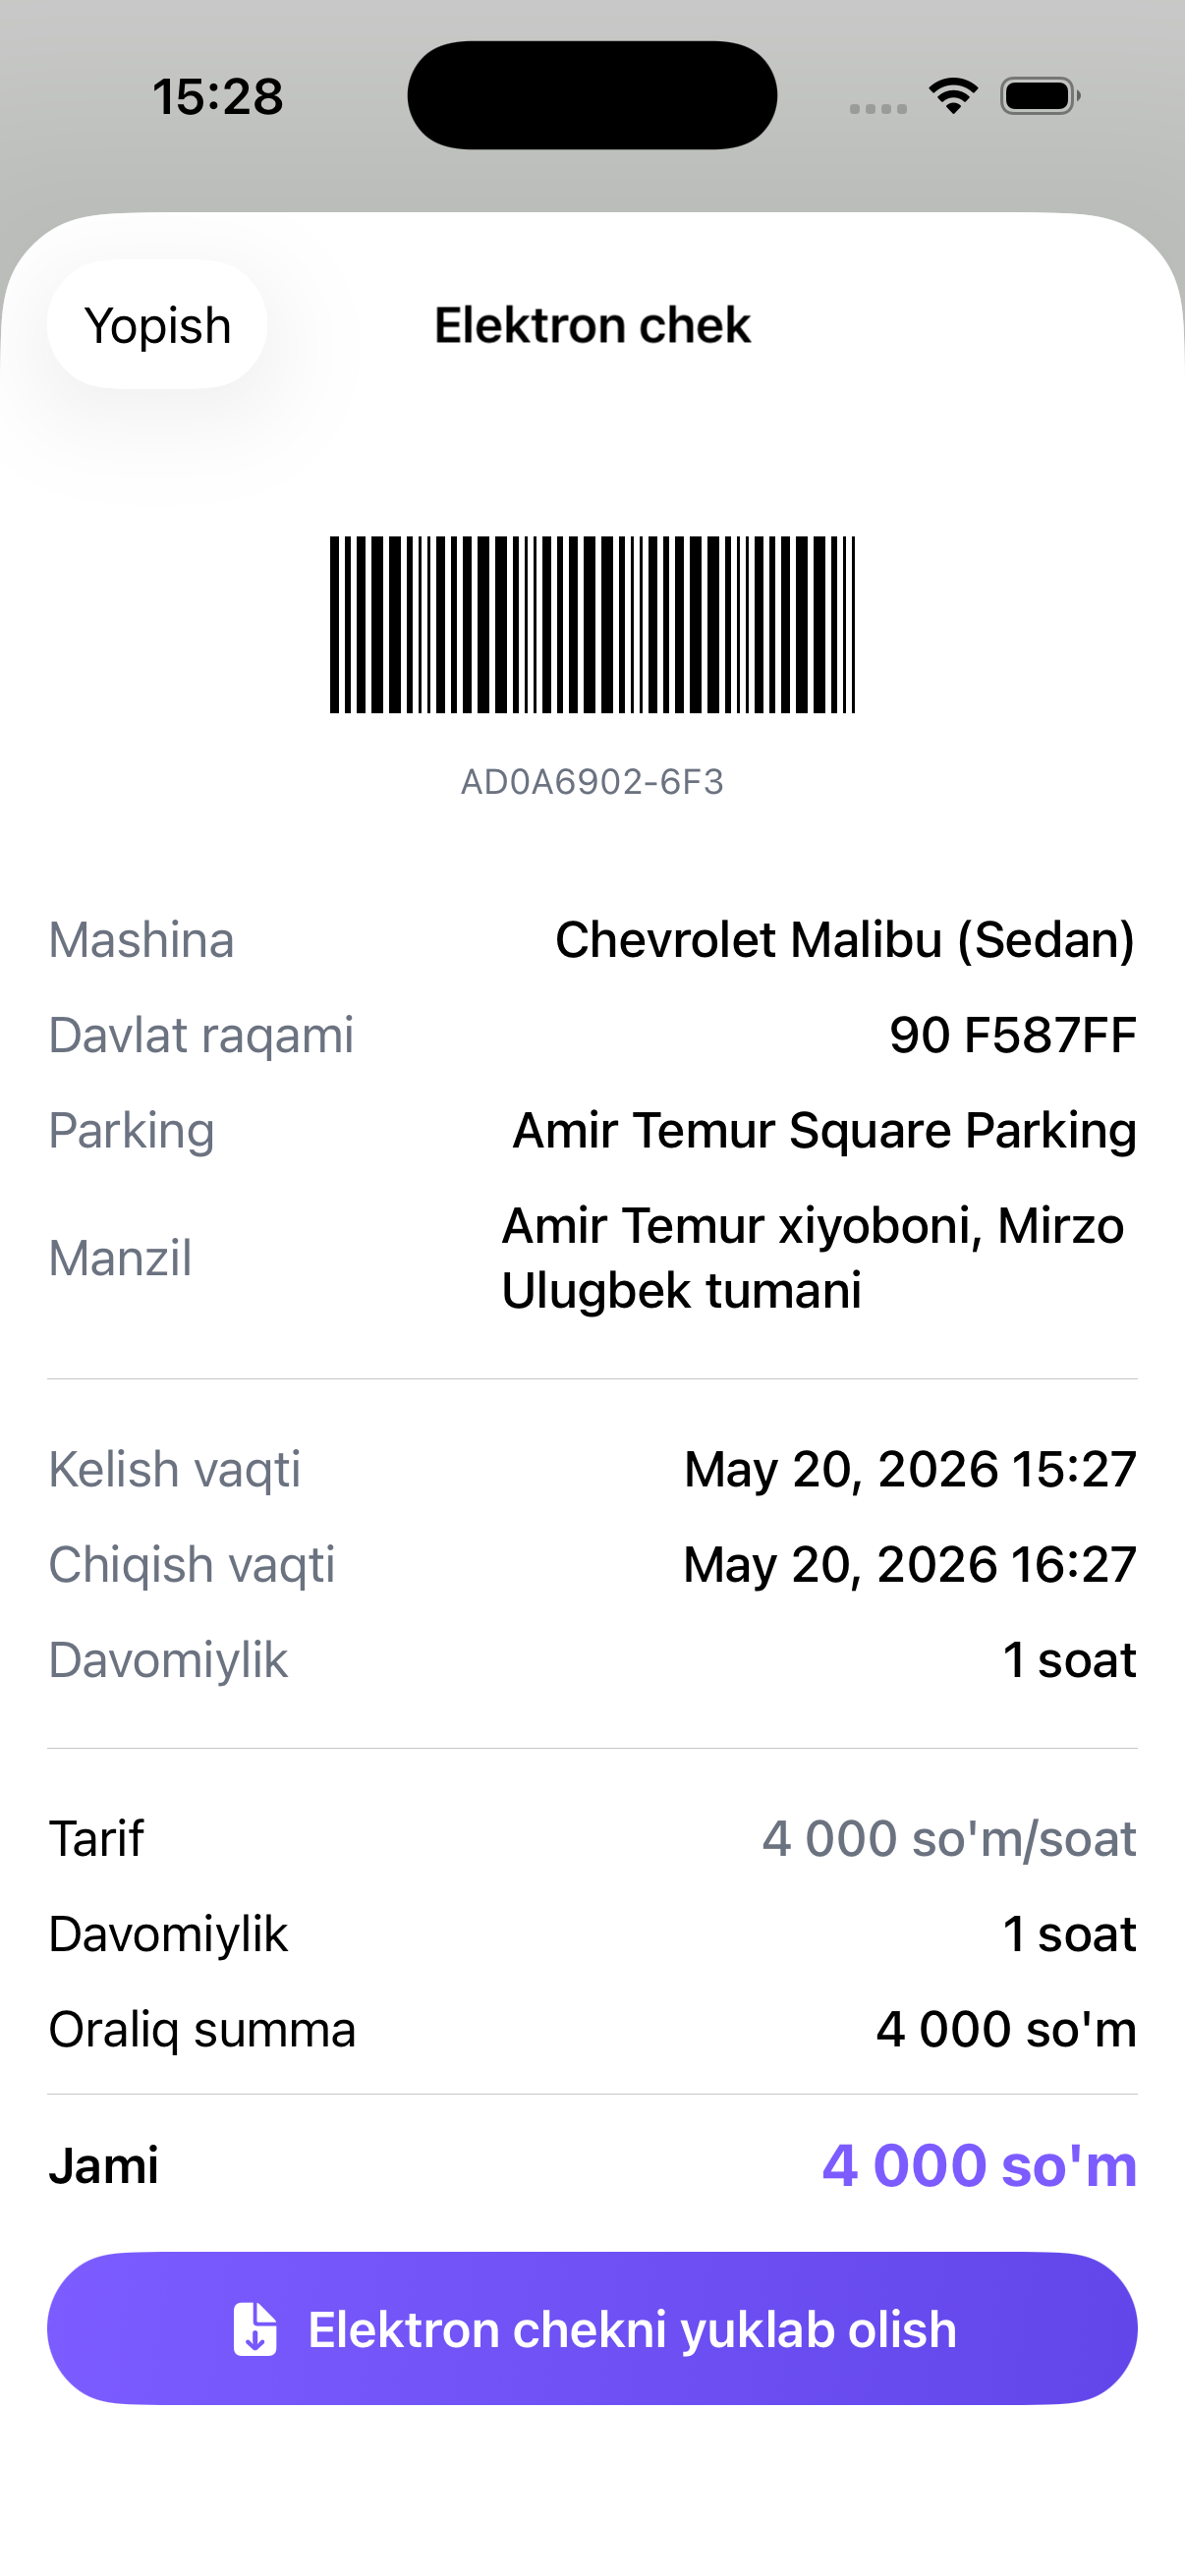 15:28
Yopish
Elektron chek
AD0A6902-6F3
Mashina Chevrolet Malibu (Sedan)
Davlat raqami 90 F587FF
Parking Amir Temur Square Parking
Manzil Amir Temur xiyoboni, Mirzo
Ulugbek tumani
Kelish vaqti May 20, 2026 15:27
Chiqish vaqti May 20, 2026 16:27
Davomiylik 1 soat
Tarif 4 000 so'm/soat
Davomiylik 1 soat
Oraliq summa 4 000 so'm
Jami 4 000 so'm
Elektron chekni yuklab olish